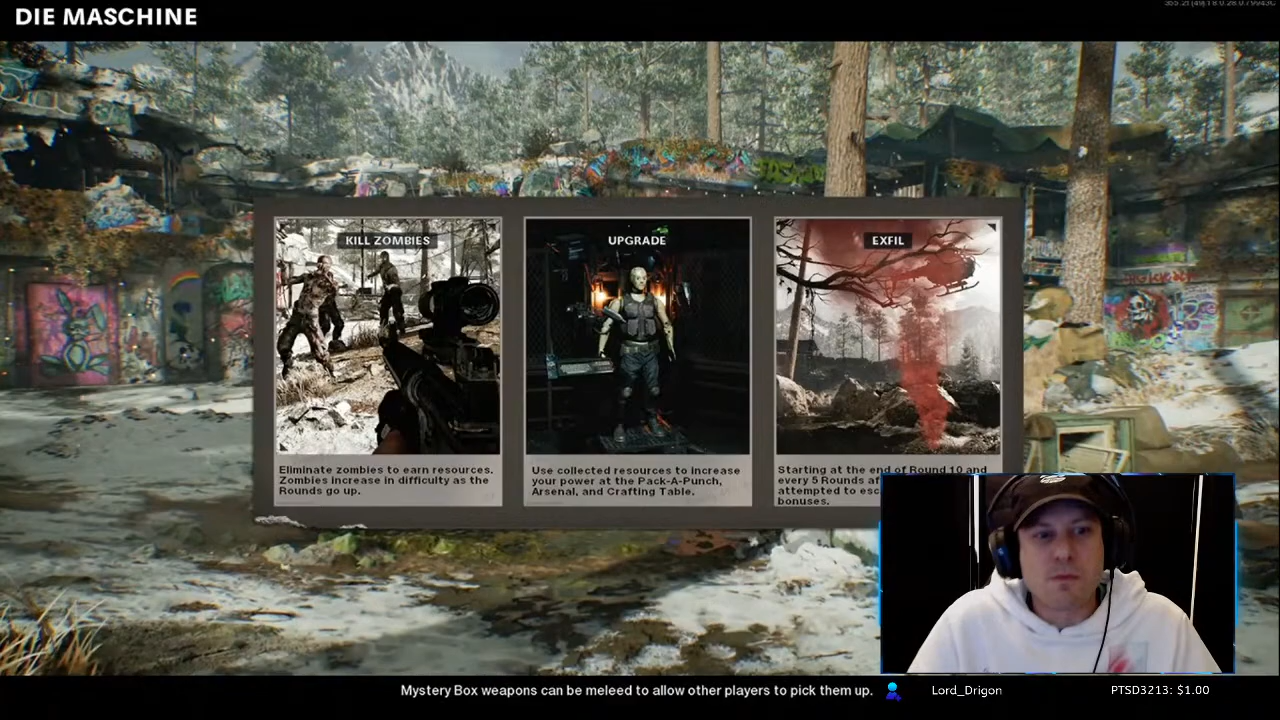 DIE MASCHINE
KILL ZOMBIES
UPGRADE
EXFIL
Eliminate zombies to earn resources.
Zombies increase in difficulty as the
Rounds go up.
Use collected resources to increase
your power at the Pack-A-Punch,
Arsenal, and Crafting Table.
Starting at the end of Round 10 and
every 5 Rounds
attempted to
bonuses.
Mystery Box weapons can be meleed to allow other players to pick them up.
Lord_Drigon
PTSD3213: $1.00